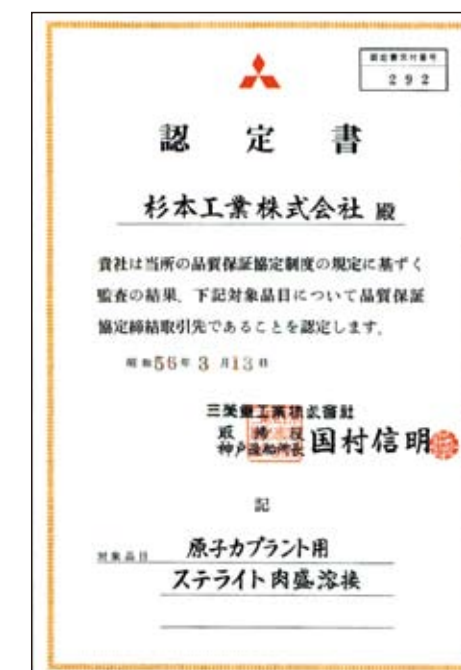 認定書交付番号
292
認定書
杉本工業株式会社 殿
貴社は当所の品質保証協定制度の規定に基ずく
監査の結果、下記対象品目について品質保証
協定締結取引先であることを認定します。
昭和56年3月13日
三菱重工業株式会社
取締役
神戸造船所長 国村信明
記
対象品目 原子力プラント用
ステライト肉盛溶接